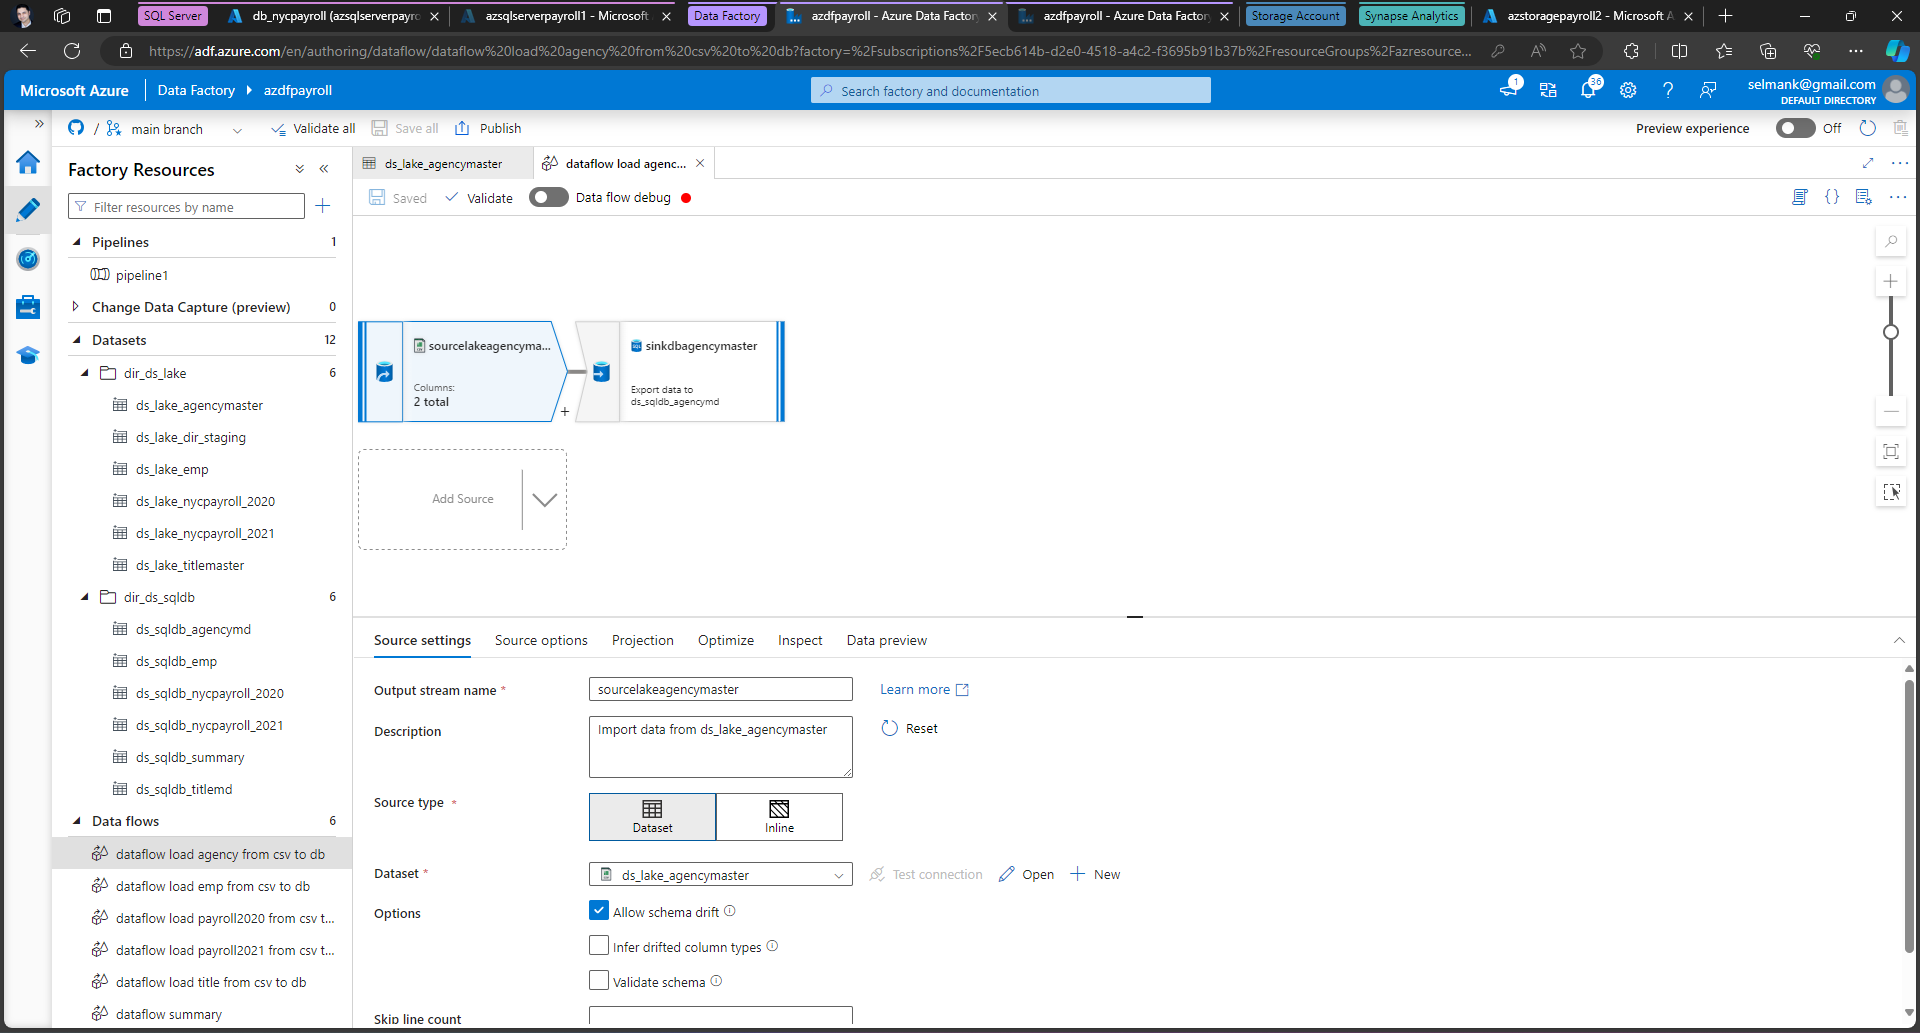 SQL Server
db_nycpayroll (azsqlserverpayro
azsqlserverpayroll1 - Microsoft
Data Factory
azdfpayroll - Azure Data Factory
azdfpayroll - Azure Data Factory
Storage Account
Synapse Analytics
azstoragepayroll2 - Microsoft A
https://adf.azure.com/en/authoring/dataflow/dataflow%20load%20agency%20from%20csv%20to%20db?factory=%2Fsubscriptions%2F5ecb614b-d2e0-4518-a4c2-f3695b91b37b%2FresourceGroups%2Fazresource...
Microsoft Azure
Data Factory
azdfpayroll
Search factory and documentation
1
36
selmank@gmail.com
DEFAULT DIRECTORY
/
main branch
Validate all
Save all
Publish
Preview experience
Off
Factory Resources
Filter resources by name
Pipelines 1
pipeline1
Change Data Capture (preview) 0
Datasets 12
dir_ds_lake 6
ds_lake_agencymaster
ds_lake_dir_staging
ds_lake_emp
ds_lake_nycpayroll_2020
ds_lake_nycpayroll_2021
ds_lake_titlemaster
dir_ds_sqldb 6
ds_sqldb_agencymd
ds_sqldb_emp
ds_sqldb_nycpayroll_2020
ds_sqldb_nycpayroll_2021
ds_sqldb_summary
ds_sqldb_titlemd
Data flows 6
dataflow load agency from csv to db
dataflow load emp from csv to db
dataflow load payroll2020 from csv t...
dataflow load payroll2021 from csv t...
dataflow load title from csv to db
dataflow summary
ds_lake_agencymaster
dataflow load agenc...
Saved
Validate
Data flow debug
sourcelakeagencyma...
Columns:
2 total
+
sinkdbagencymaster
Export data to
ds_sqldb_agencymd
Add Source
Source settings
Source options
Projection
Optimize
Inspect
Data preview
Output stream name *
sourcelakeagencymaster
Learn more
Description
Import data from ds_lake_agencymaster
Reset
Source type *
Dataset
Inline
Dataset *
ds_lake_agencymaster
Test connection
Open
New
Options
Allow schema drift
Infer drifted column types
Validate schema
Skip line count